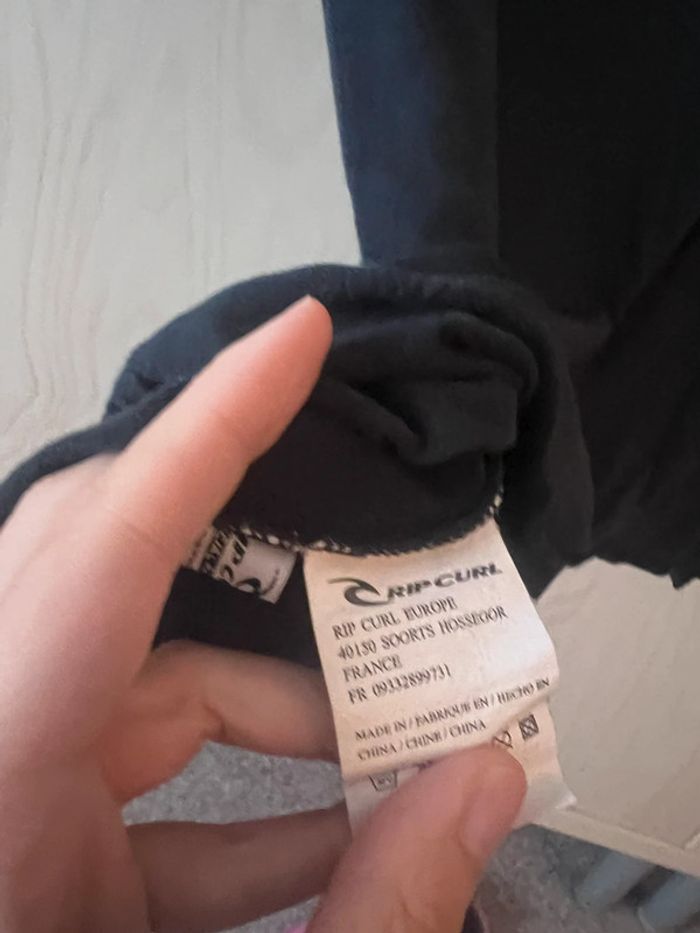 RIP CURL
RIP CURL EUROPE
40150 SOORTS HOSSEGOR
FRANCE
FR 09332899731
MADE IN / FABRIQUE EN / HECHO EN
CHINA / CHINE / CHINA